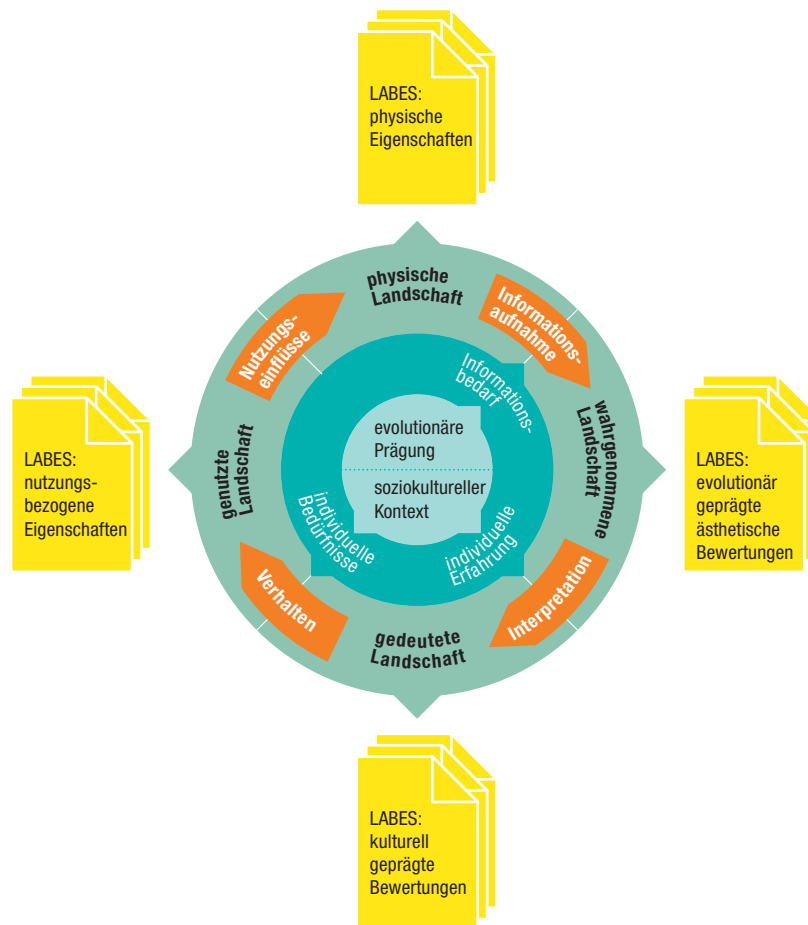 LABES:
physische
Eigenschaften
physische
Landschaft
Informations-
aufnahme
Nutzungs-
einflüsse
Informations-
bedarf
wahrgenommene
Landschaft
genutzte
Landschaft
evolutionäre
Prägung
soziokultureller
Kontext
LABES:
nutzungs-
bezogene
Eigenschaften
LABES:
evolutionär
geprägte
ästhetische
Bewertungen
individuelle
Bedürfnisse
individuelle
Erfahrung
Verhalten
Interpretation
gedeutete
Landschaft
LABES:
kulturell
geprägte
Bewertungen